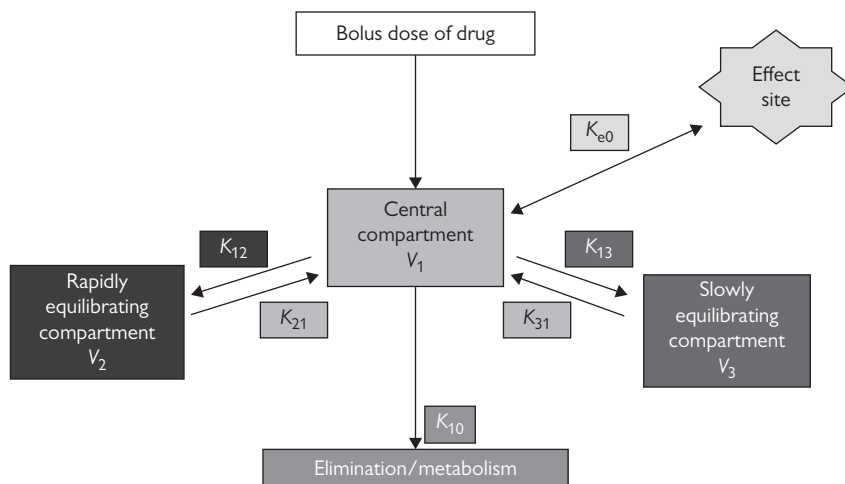 Bolus dose of drug
Effect
site
Ke0
Central
compartment
V1
K12
K13
Rapidly
equilibrating
compartment
V2
K21
K31
Slowly
equilibrating
compartment
V3
K10
Elimination/metabolism